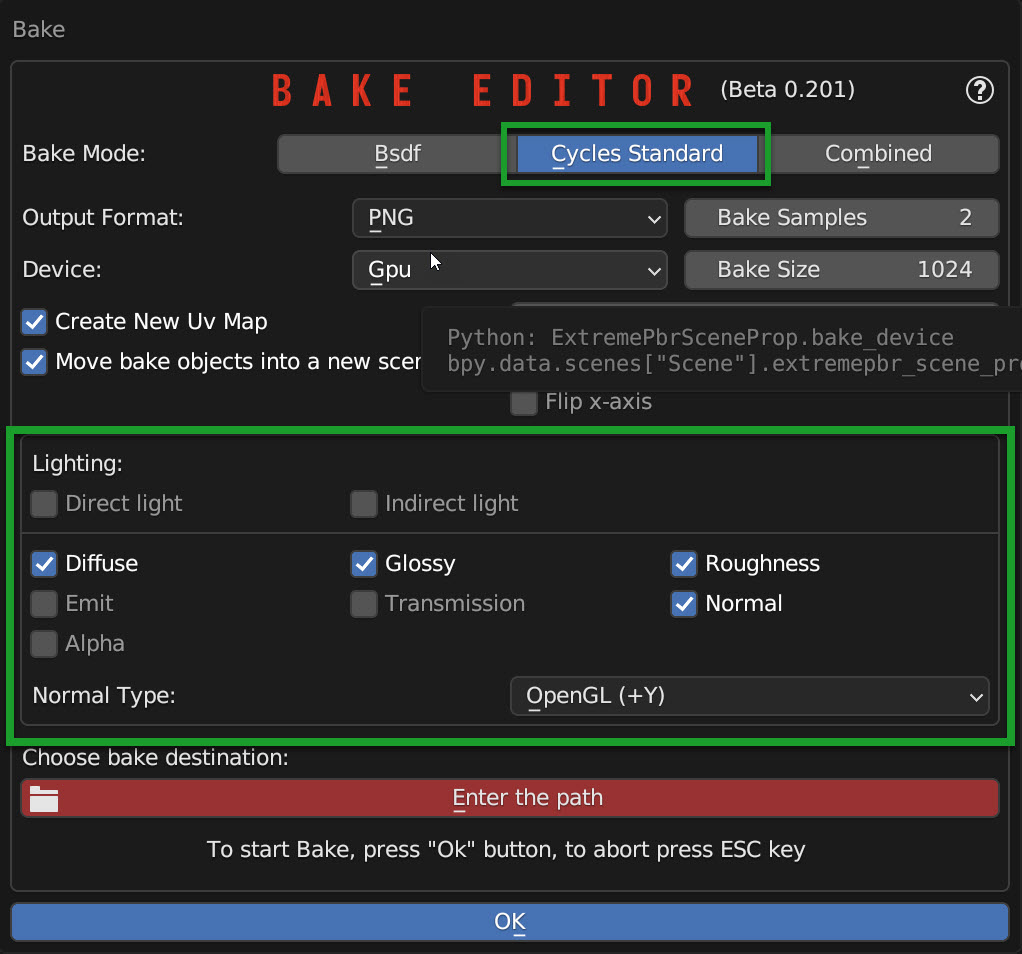 Bake
BAKE EDITOR (Beta 0.201) ?
Bake Mode: Bsdf Cycles Standard Combined
Output Format: PNG Bake Samples 2
Device: Gpu Bake Size 1024
Create New Uv Map
Python: ExtremePbrSceneProp.bake_device
Move bake objects into a new scen
bpy.data.scenes["Scene"].extremepbr_scene_pro
Flip x-axis
Lighting:
Direct light Indirect light
Diffuse Glossy Roughness
Emit Transmission Normal
Alpha
Normal Type: OpenGL (+Y)
Choose bake destination:
Enter the path
To start Bake, press "Ok" button, to abort press ESC key
OK